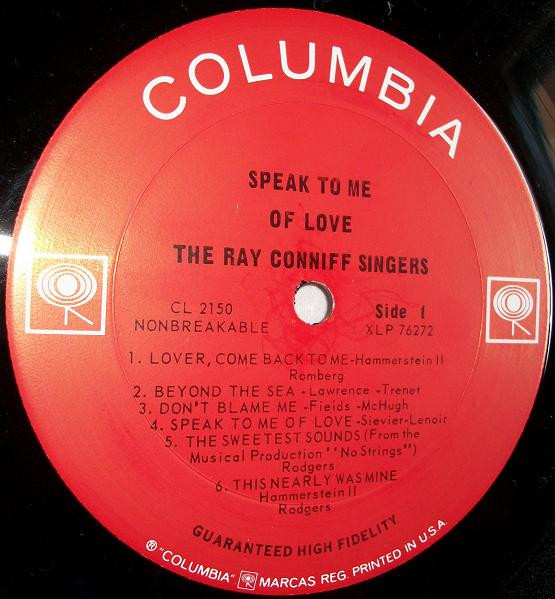 COLUMBIA
SPEAK TO ME
OF LOVE
THE RAY CONNIFF SINGERS
CL 2150
NONBREAKABLE
Side 1
XLP 76272
1. LOVER, COME BACK TO ME-Hammerstein II
Romberg
2. BEYOND THE SEA -Lawrence -Trenet
3. DON'T BLAME ME -Fields -McHugh
4. SPEAK TO ME OF LOVE-Sievier-Lenoir
5. THE SWEETEST SOUNDS (From the
Musical Production "No Strings")
Rodgers
6. THIS NEARLY WAS MINE
Hammerstein II
Rodgers
GUARANTEED HIGH FIDELITY
® "COLUMBIA" MARCAS REG. PRINTED IN U.S.A.